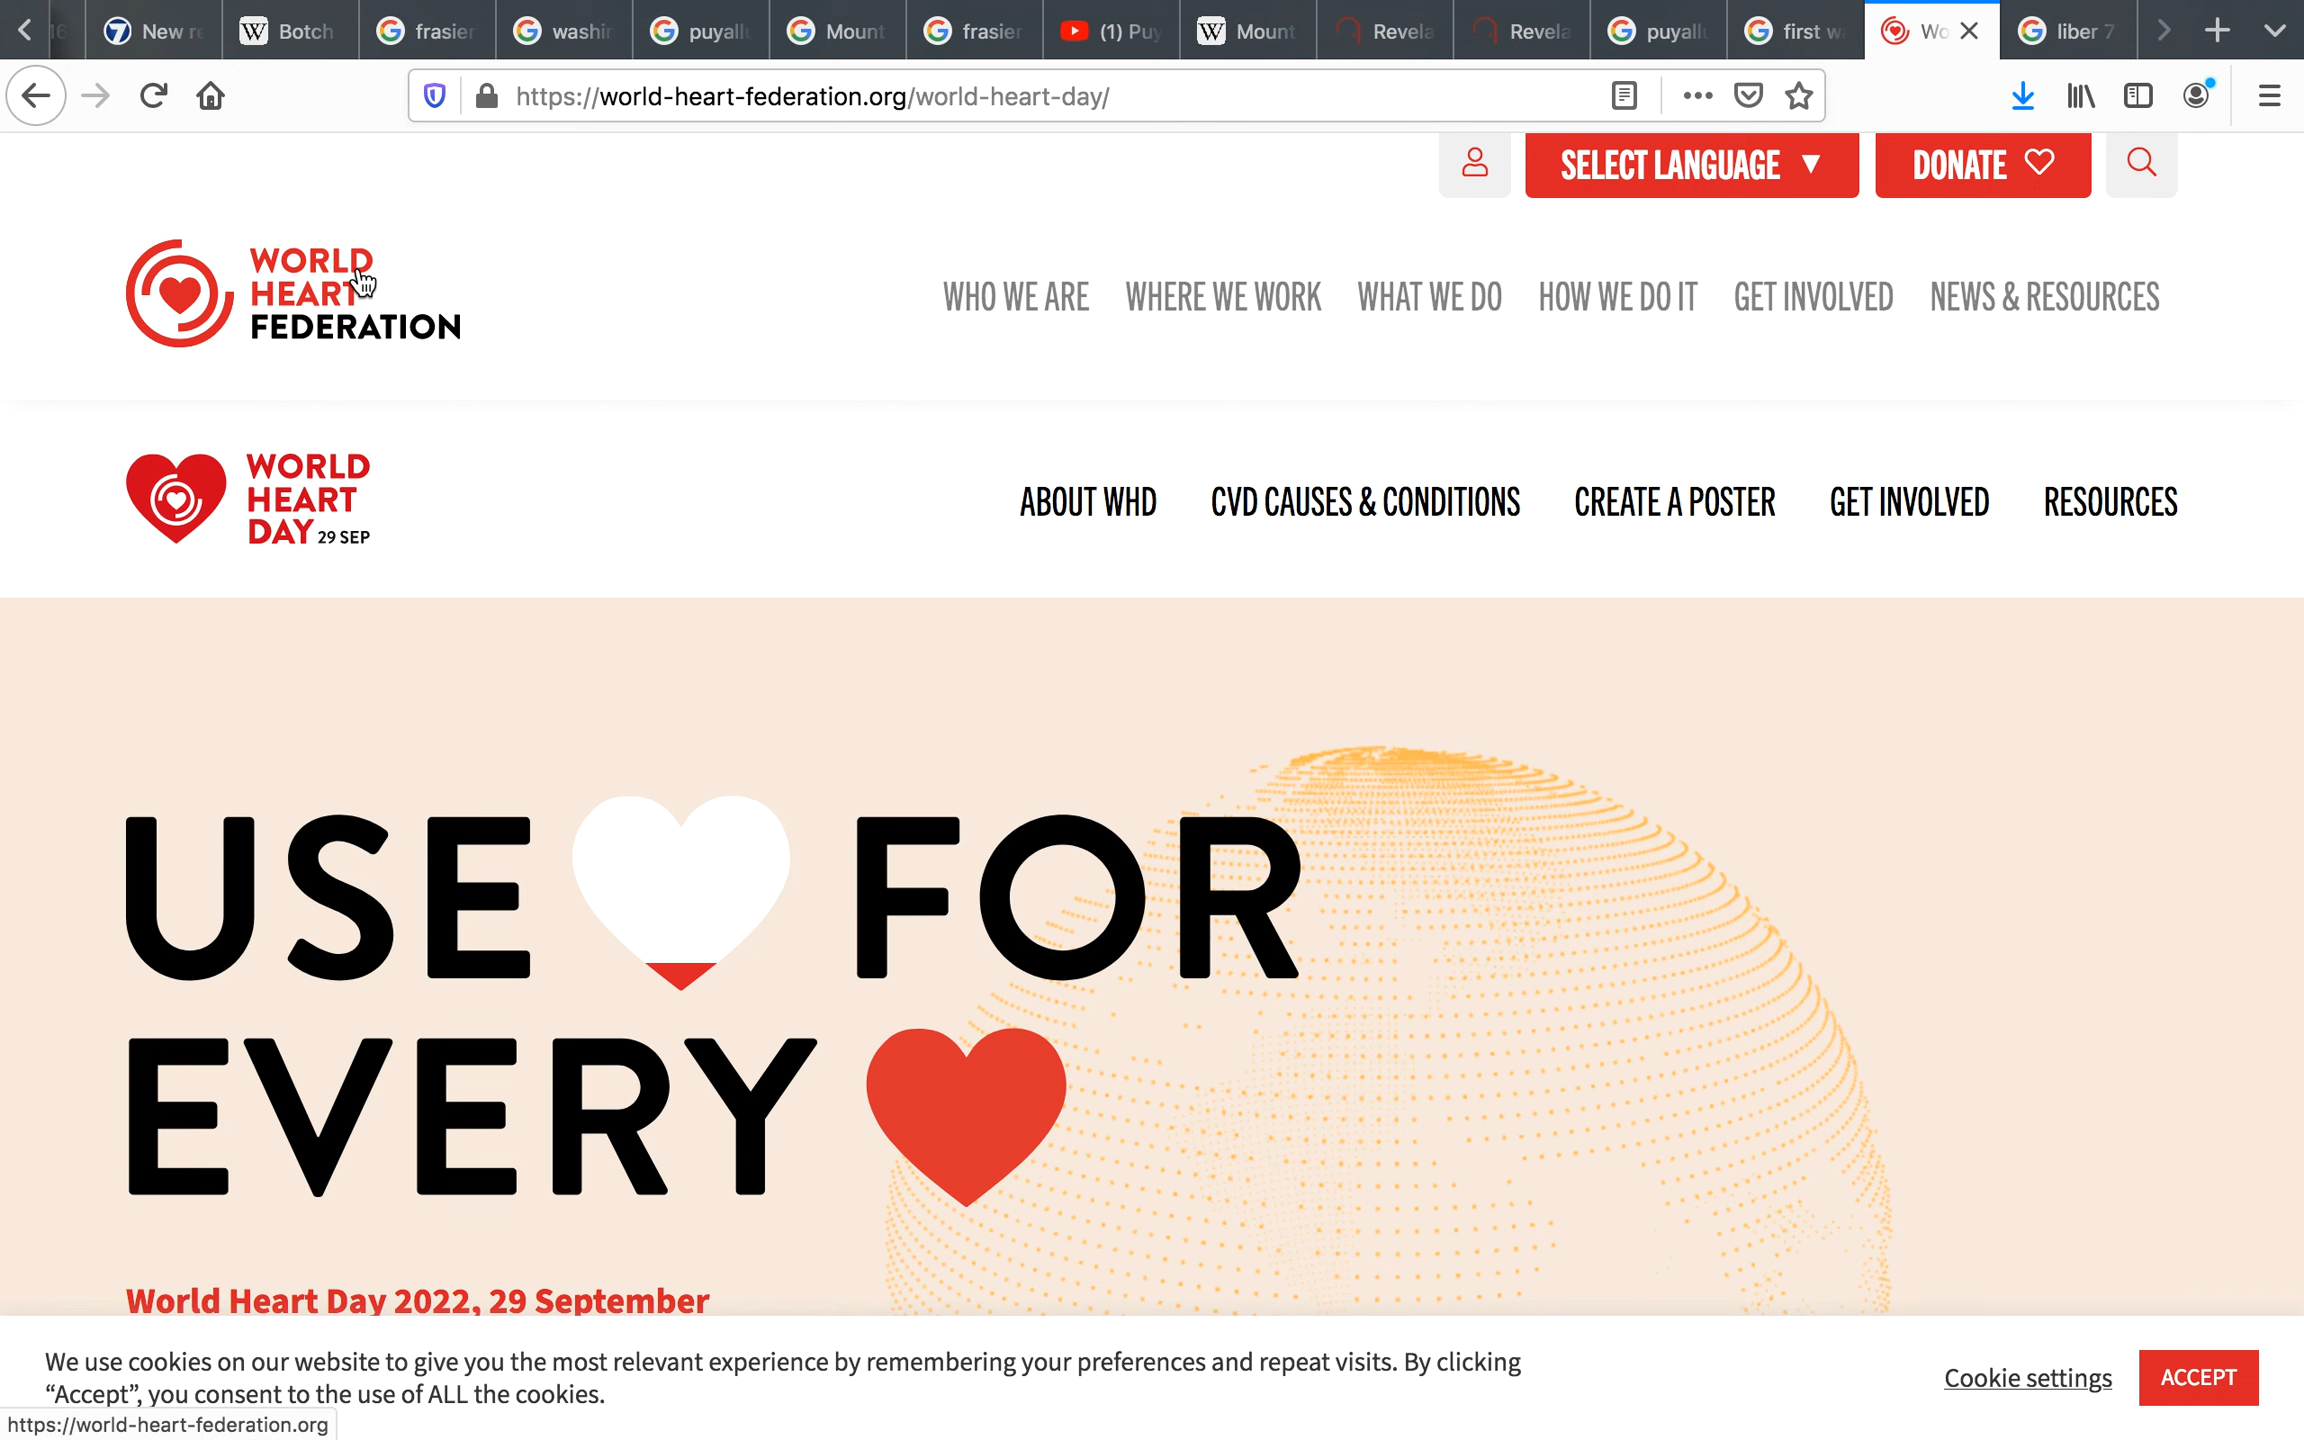 New re
Botch
frasier
washin
puyallu
Mount
frasier
(1) Puy
Mount
Revela
Revela
puyallu
first wa
Wo
liber 7
https://world-heart-federation.org/world-heart-day/
SELECT LANGUAGE ▼
DONATE
WORLD
HEART
FEDERATION
WHO WE ARE
WHERE WE WORK
WHAT WE DO
HOW WE DO IT
GET INVOLVED
NEWS & RESOURCES
WORLD
HEART
DAY 29 SEP
ABOUT WHD
CVD CAUSES & CONDITIONS
CREATE A POSTER
GET INVOLVED
RESOURCES
USE FOR
EVERY
World Heart Day 2022, 29 September
We use cookies on our website to give you the most relevant experience by remembering your preferences and repeat visits. By clicking
“Accept”, you consent to the use of ALL the cookies.
Cookie settings
ACCEPT
https://world-heart-federation.org